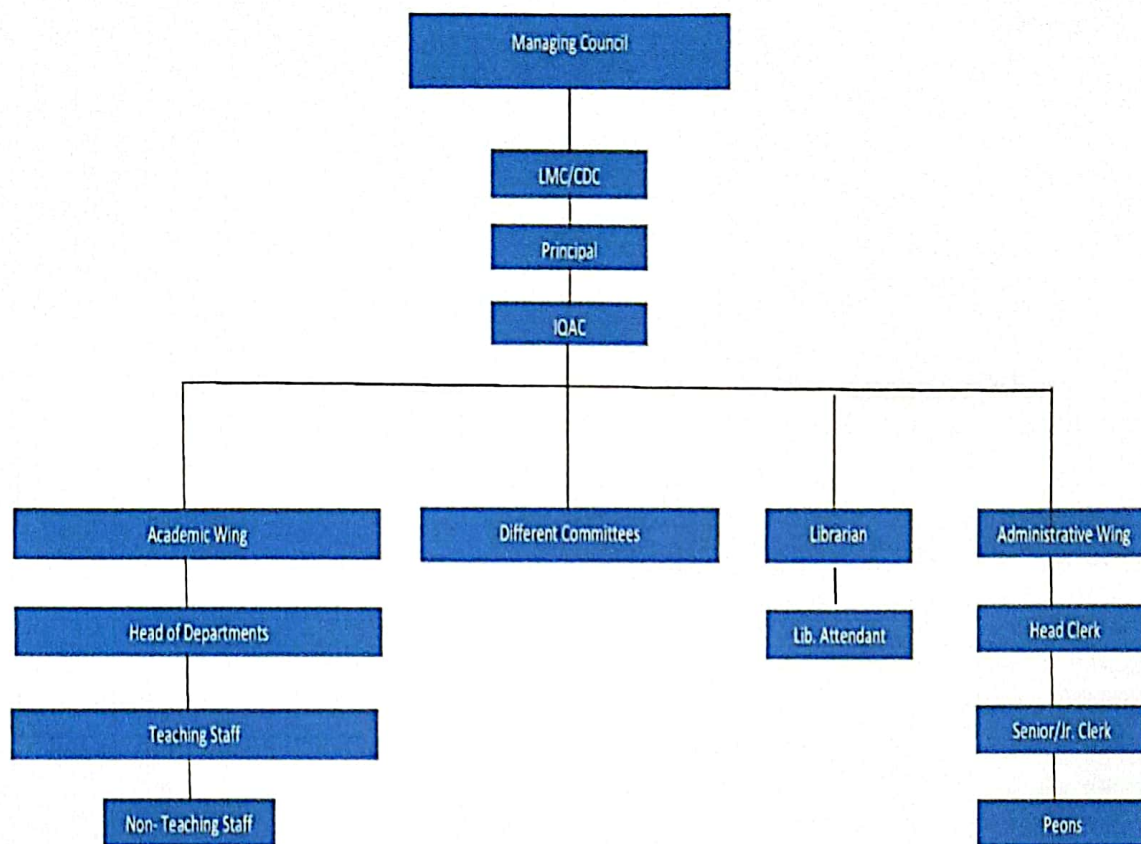 Managing Council
LMC/CDC
Principal
IQAC
Academic Wing
Different Committees
Librarian
Administrative Wing
Head of Departments
Lib. Attendant
Head Clerk
Teaching Staff
Senior/Jr. Clerk
Non- Teaching Staff
Peons